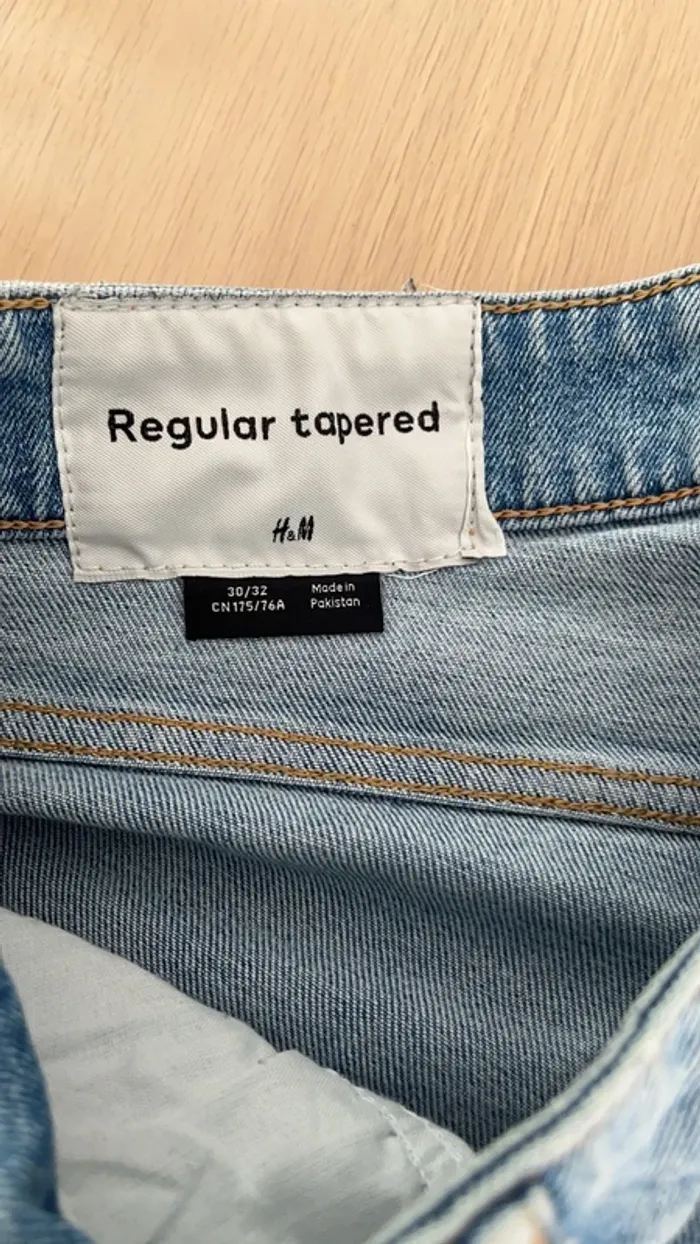 Regular tapered
H&M
30/32
CN175/76A
Made in
Pakistan